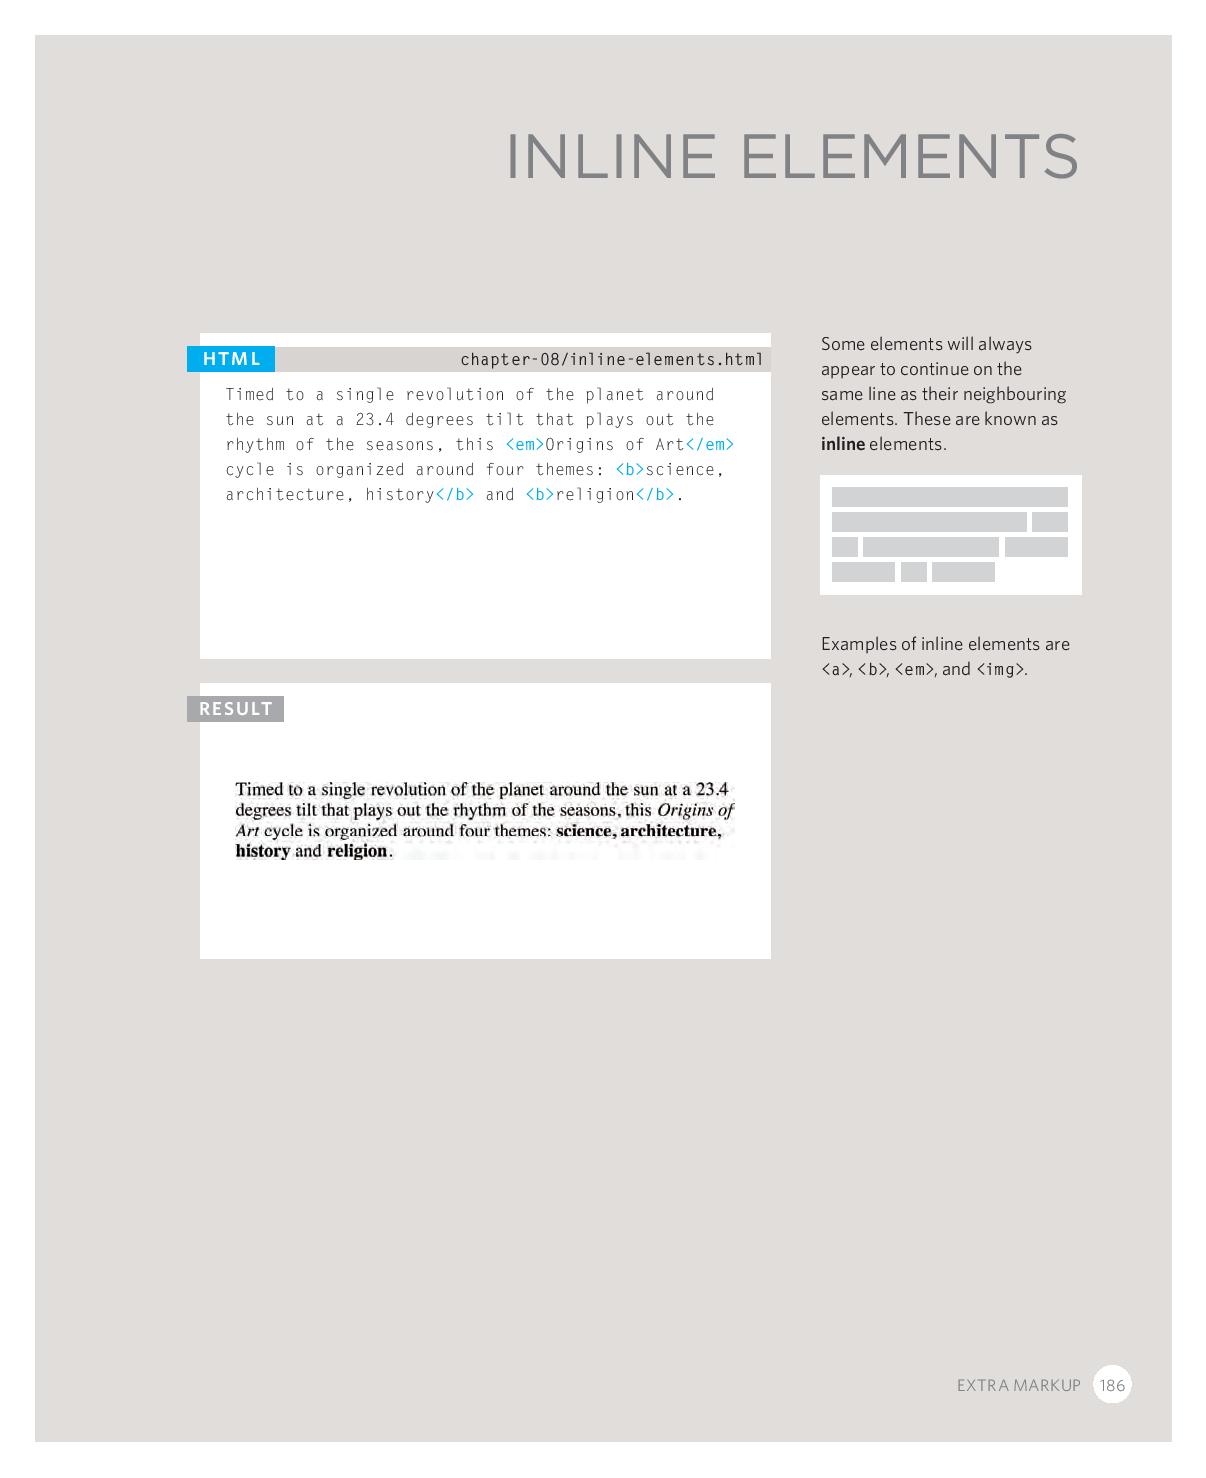 INLINE ELEMENTS
HTML
chapter-08/inline-elements.html
Timed to a single revolution of the planet around
the sun at a 23.4 degrees tilt that plays out the
rhythm of the seasons, this <em>Origins of Art</em>
cycle is organized around four themes: <b>science,
architecture, history</b> and <b>religion</b>.
RESULT
Timed to a single revolution of the planet around the sun at a 23.4
degrees tilt that plays out the rhythm of the seasons, this Origins of
Art cycle is organized around four themes: science, architecture,
history and religion.
Some elements will always
appear to continue on the
same line as their neighbouring
elements. These are known as
inline elements.
Examples of inline elements are
<a>, <b>, <em>, and <img>.
EXTRA MARKUP 186